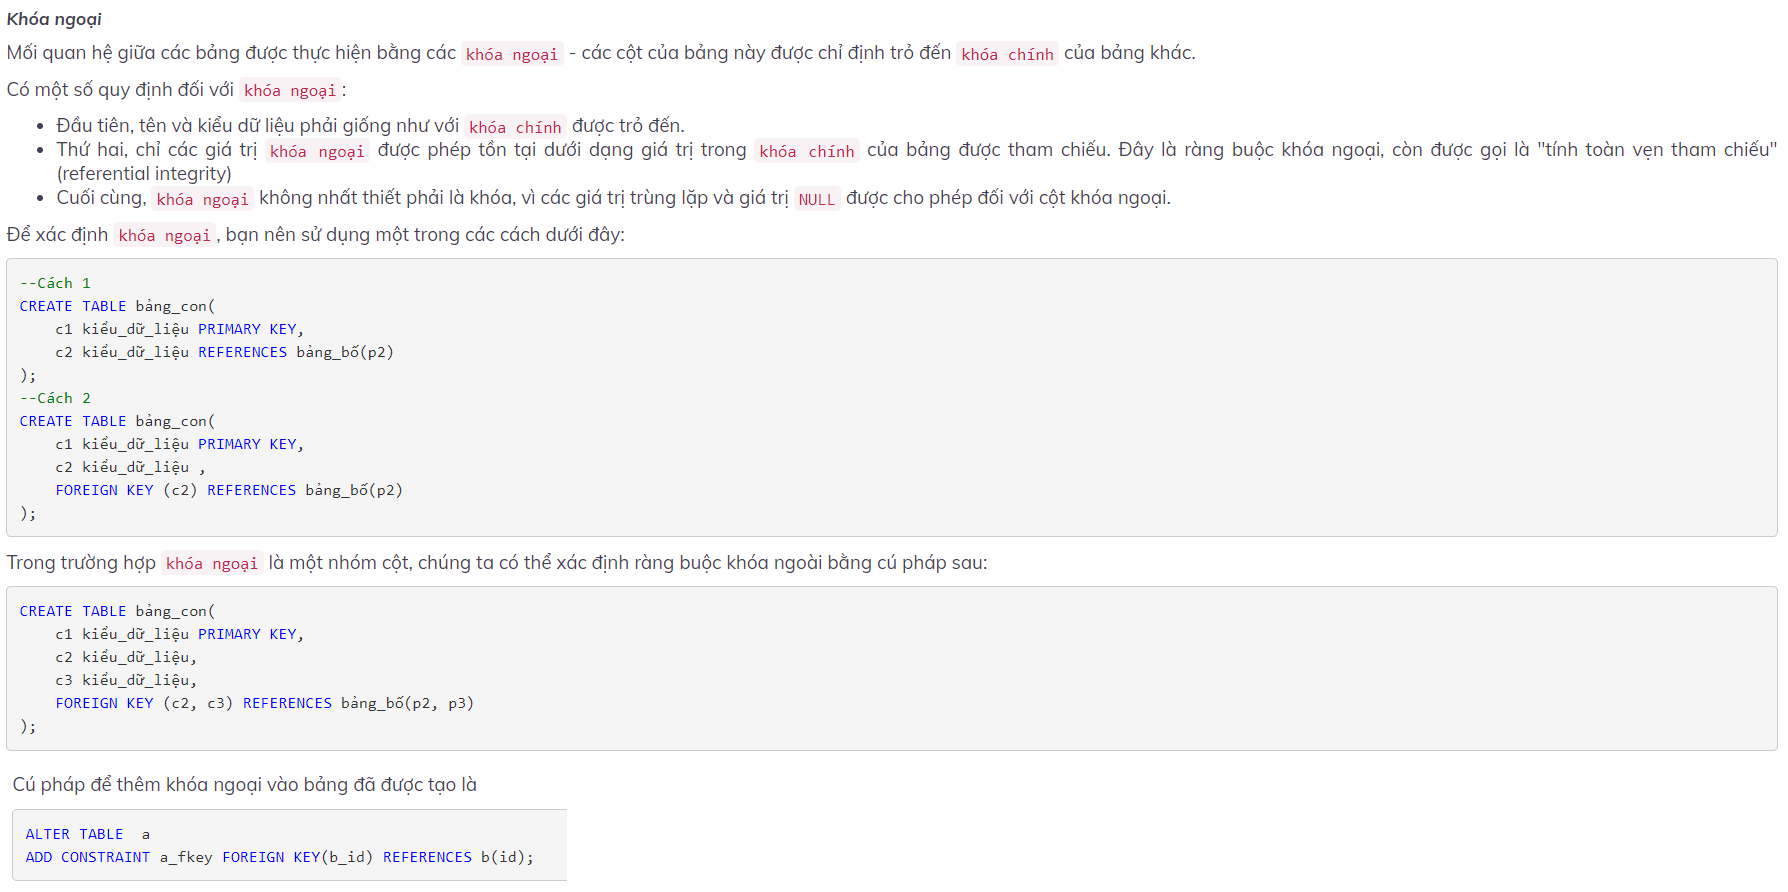 Khóa ngoại
Mối quan hệ giữa các bảng được thực hiện bằng các khóa ngoại - các cột của bảng này được chỉ định trỏ đến khóa chính của bảng khác.
Có một số quy định đối với khóa ngoại:
• Đầu tiên, tên và kiểu dữ liệu phải giống như với khóa chính được trỏ đến.
• Thứ hai, chỉ các giá trị khóa ngoại được phép tồn tại dưới dạng giá trị trong khóa chính của bảng được tham chiếu. Đây là ràng buộc khóa ngoại, còn được gọi là "tính toàn vẹn tham chiếu"
(referential integrity)
• Cuối cùng, khóa ngoại không nhất thiết phải là khóa, vì các giá trị trùng lặp và giá trị NULL được cho phép đối với cột khóa ngoại.
Để xác định khóa ngoại, bạn nên sử dụng một trong các cách dưới đây:
--Cách 1
CREATE TABLE bảng_con(
    c1 kiểu_dữ_liệu PRIMARY KEY,
    c2 kiểu_dữ_liệu REFERENCES bảng_bố(p2)
);
--Cách 2
CREATE TABLE bảng_con(
    c1 kiểu_dữ_liệu PRIMARY KEY,
    c2 kiểu_dữ_liệu ,
    FOREIGN KEY (c2) REFERENCES bảng_bố(p2)
);
Trong trường hợp khóa ngoại là một nhóm cột, chúng ta có thể xác định ràng buộc khóa ngoài bằng cú pháp sau:
CREATE TABLE bảng_con(
    c1 kiểu_dữ_liệu PRIMARY KEY,
    c2 kiểu_dữ_liệu,
    c3 kiểu_dữ_liệu,
    FOREIGN KEY (c2, c3) REFERENCES bảng_bố(p2, p3)
);
Cú pháp để thêm khóa ngoại vào bảng đã được tạo là
ALTER TABLE  a
ADD CONSTRAINT a_fkey FOREIGN KEY(b_id) REFERENCES b(id);